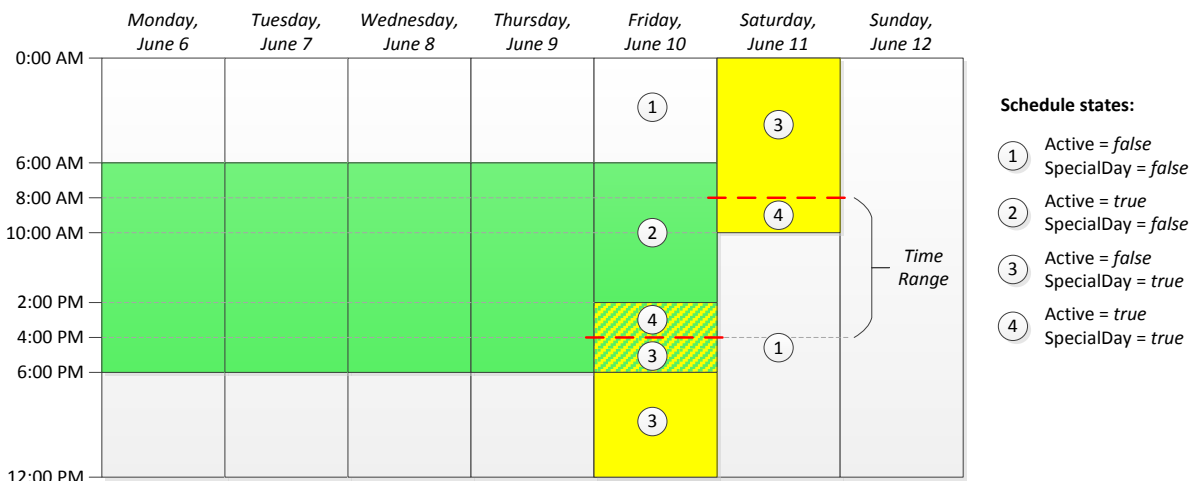 Monday,
June 6
Tuesday,
June 7
Wednesday,
June 8
Thursday,
June 9
Friday,
June 10
Saturday,
June 11
Sunday,
June 12
0:00 AM
6:00 AM
8:00 AM
10:00 AM
2:00 PM
4:00 PM
6:00 PM
12:00 PM
1
2
4
3
3
3
4
1
Time
Range
Schedule states:
1
Active = false
SpecialDay = false
2
Active = true
SpecialDay = false
3
Active = false
SpecialDay = true
4
Active = true
SpecialDay = true